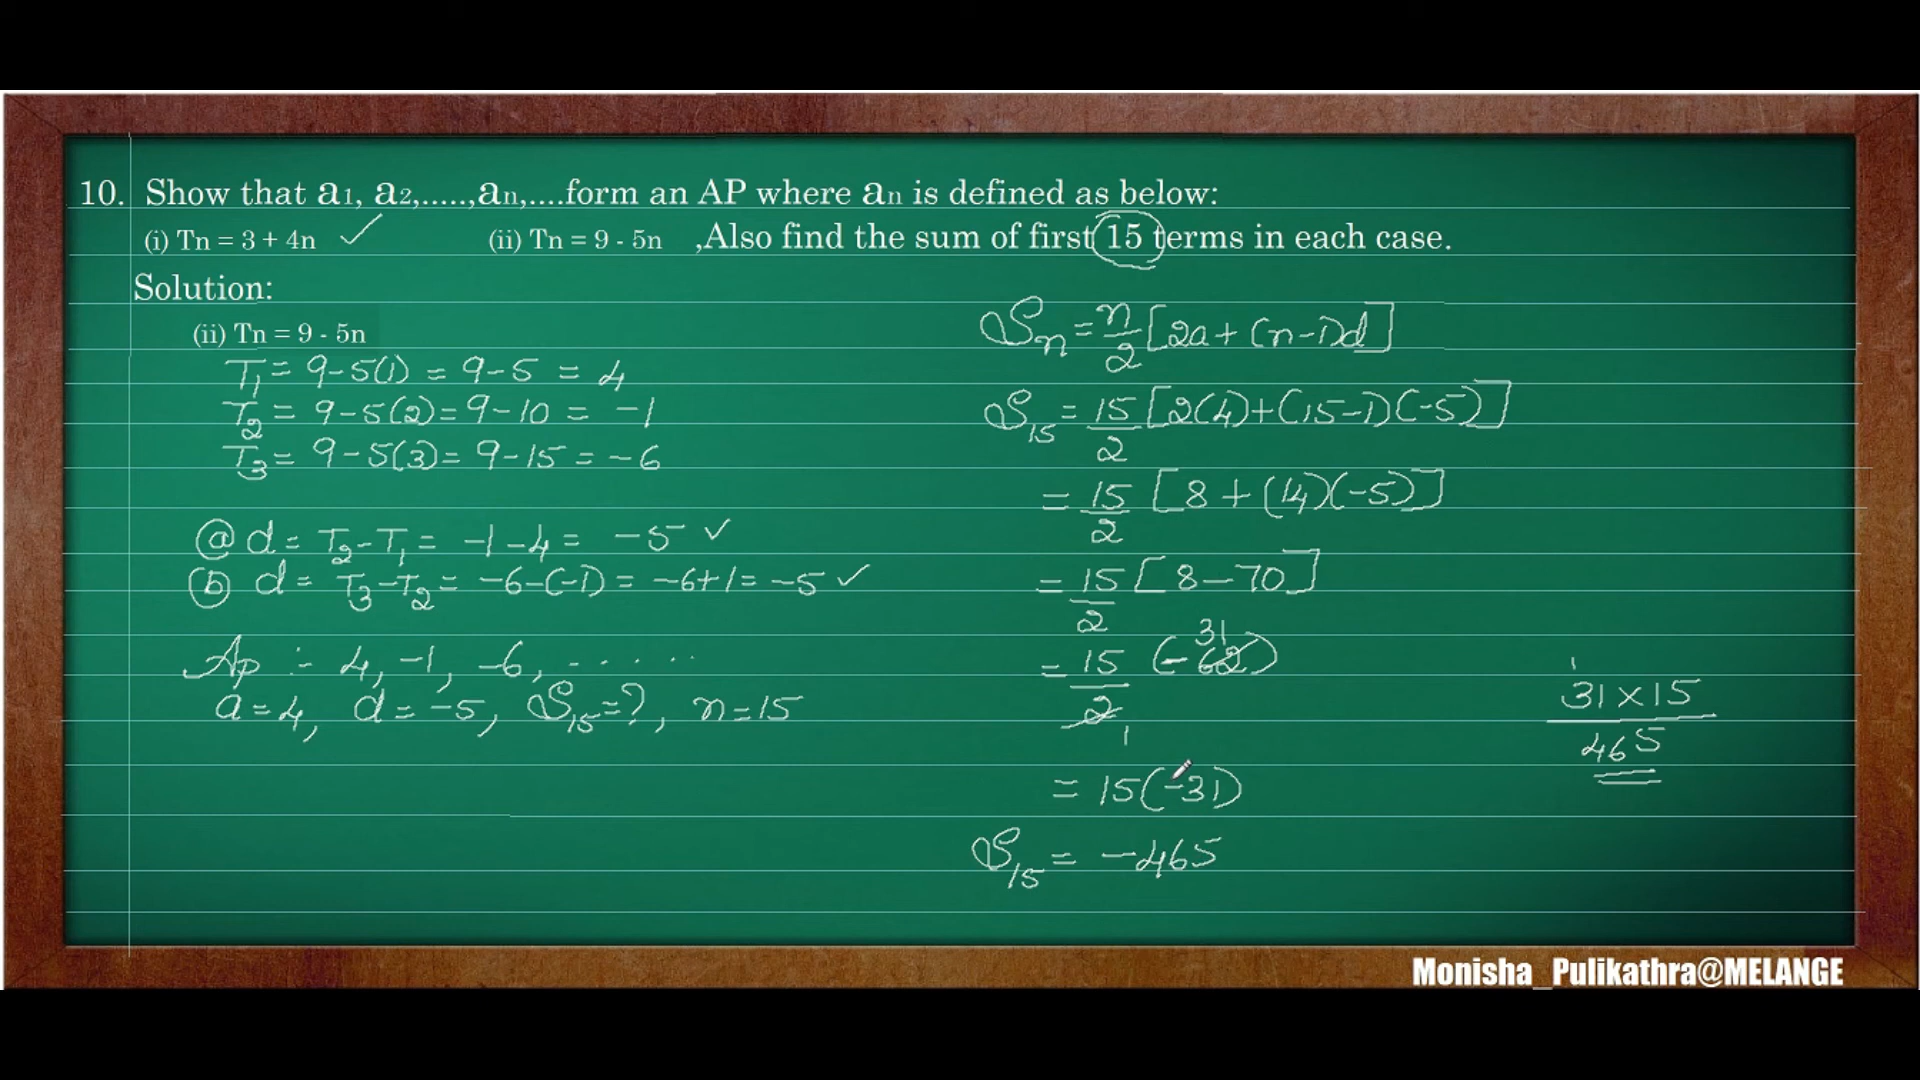 10. Show that a1, a2,.....,an,....form an AP where an is defined as below:
(i) Tn = 3 + 4n ✓ (ii) Tn = 9 - 5n ,Also find the sum of first 15 terms in each case.
Solution:
(ii) Tn = 9 - 5n
T₁ = 9-5(1) = 9-5 = 4
T₂ = 9-5(2) = 9-10 = -1
T₃ = 9-5(3) = 9-15 = -6
ⓐ d = T₂-T₁ = -1-4 = -5 ✓
ⓑ d = T₃-T₂ = -6-(-1) = -6+1 = -5 ✓
Ap :- 4, -1, -6, ......
a=4, d=-5, S₁₅=?, n=15
Sₙ = n/2 [2a+(n-1)d]
S₁₅ = 15/2 [2(4)+(15-1)(-5)]
= 15/2 [8+(14)(-5)]
= 15/2 [8-70]
31
= 15/2 (-62)
1
= 15(-31)
S₁₅ = -465
1
31×15
465
Monisha_Pulikathra@MELANGE